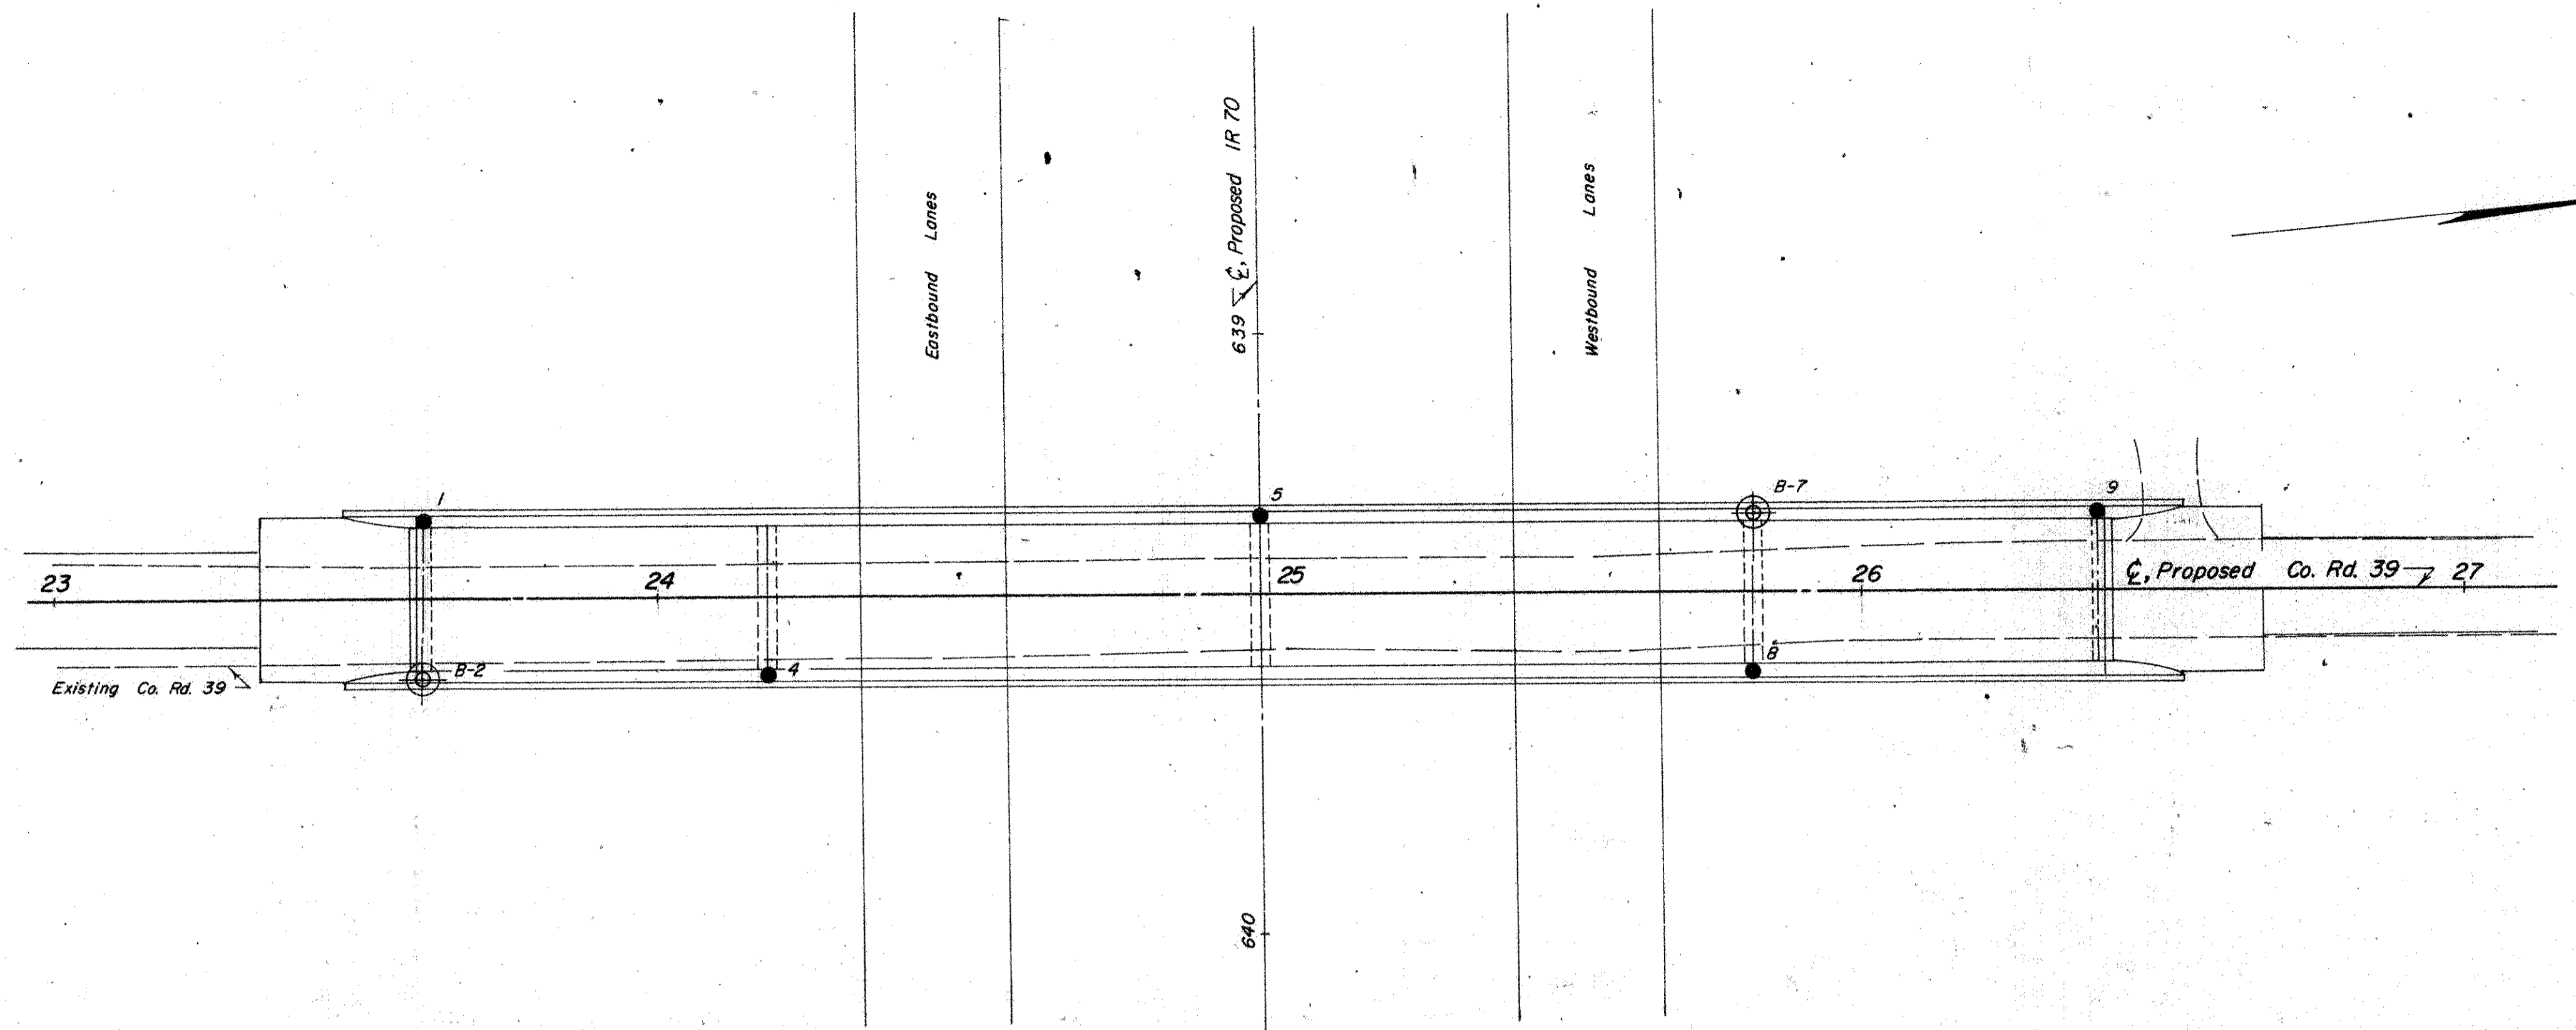 Eastbound Lanes
639
℄, Proposed IR 70
Westbound Lanes
1
5
B-7
9
23
24
25
26
℄, Proposed Co. Rd. 39
27
Existing Co. Rd. 39
B-2
4
8
640